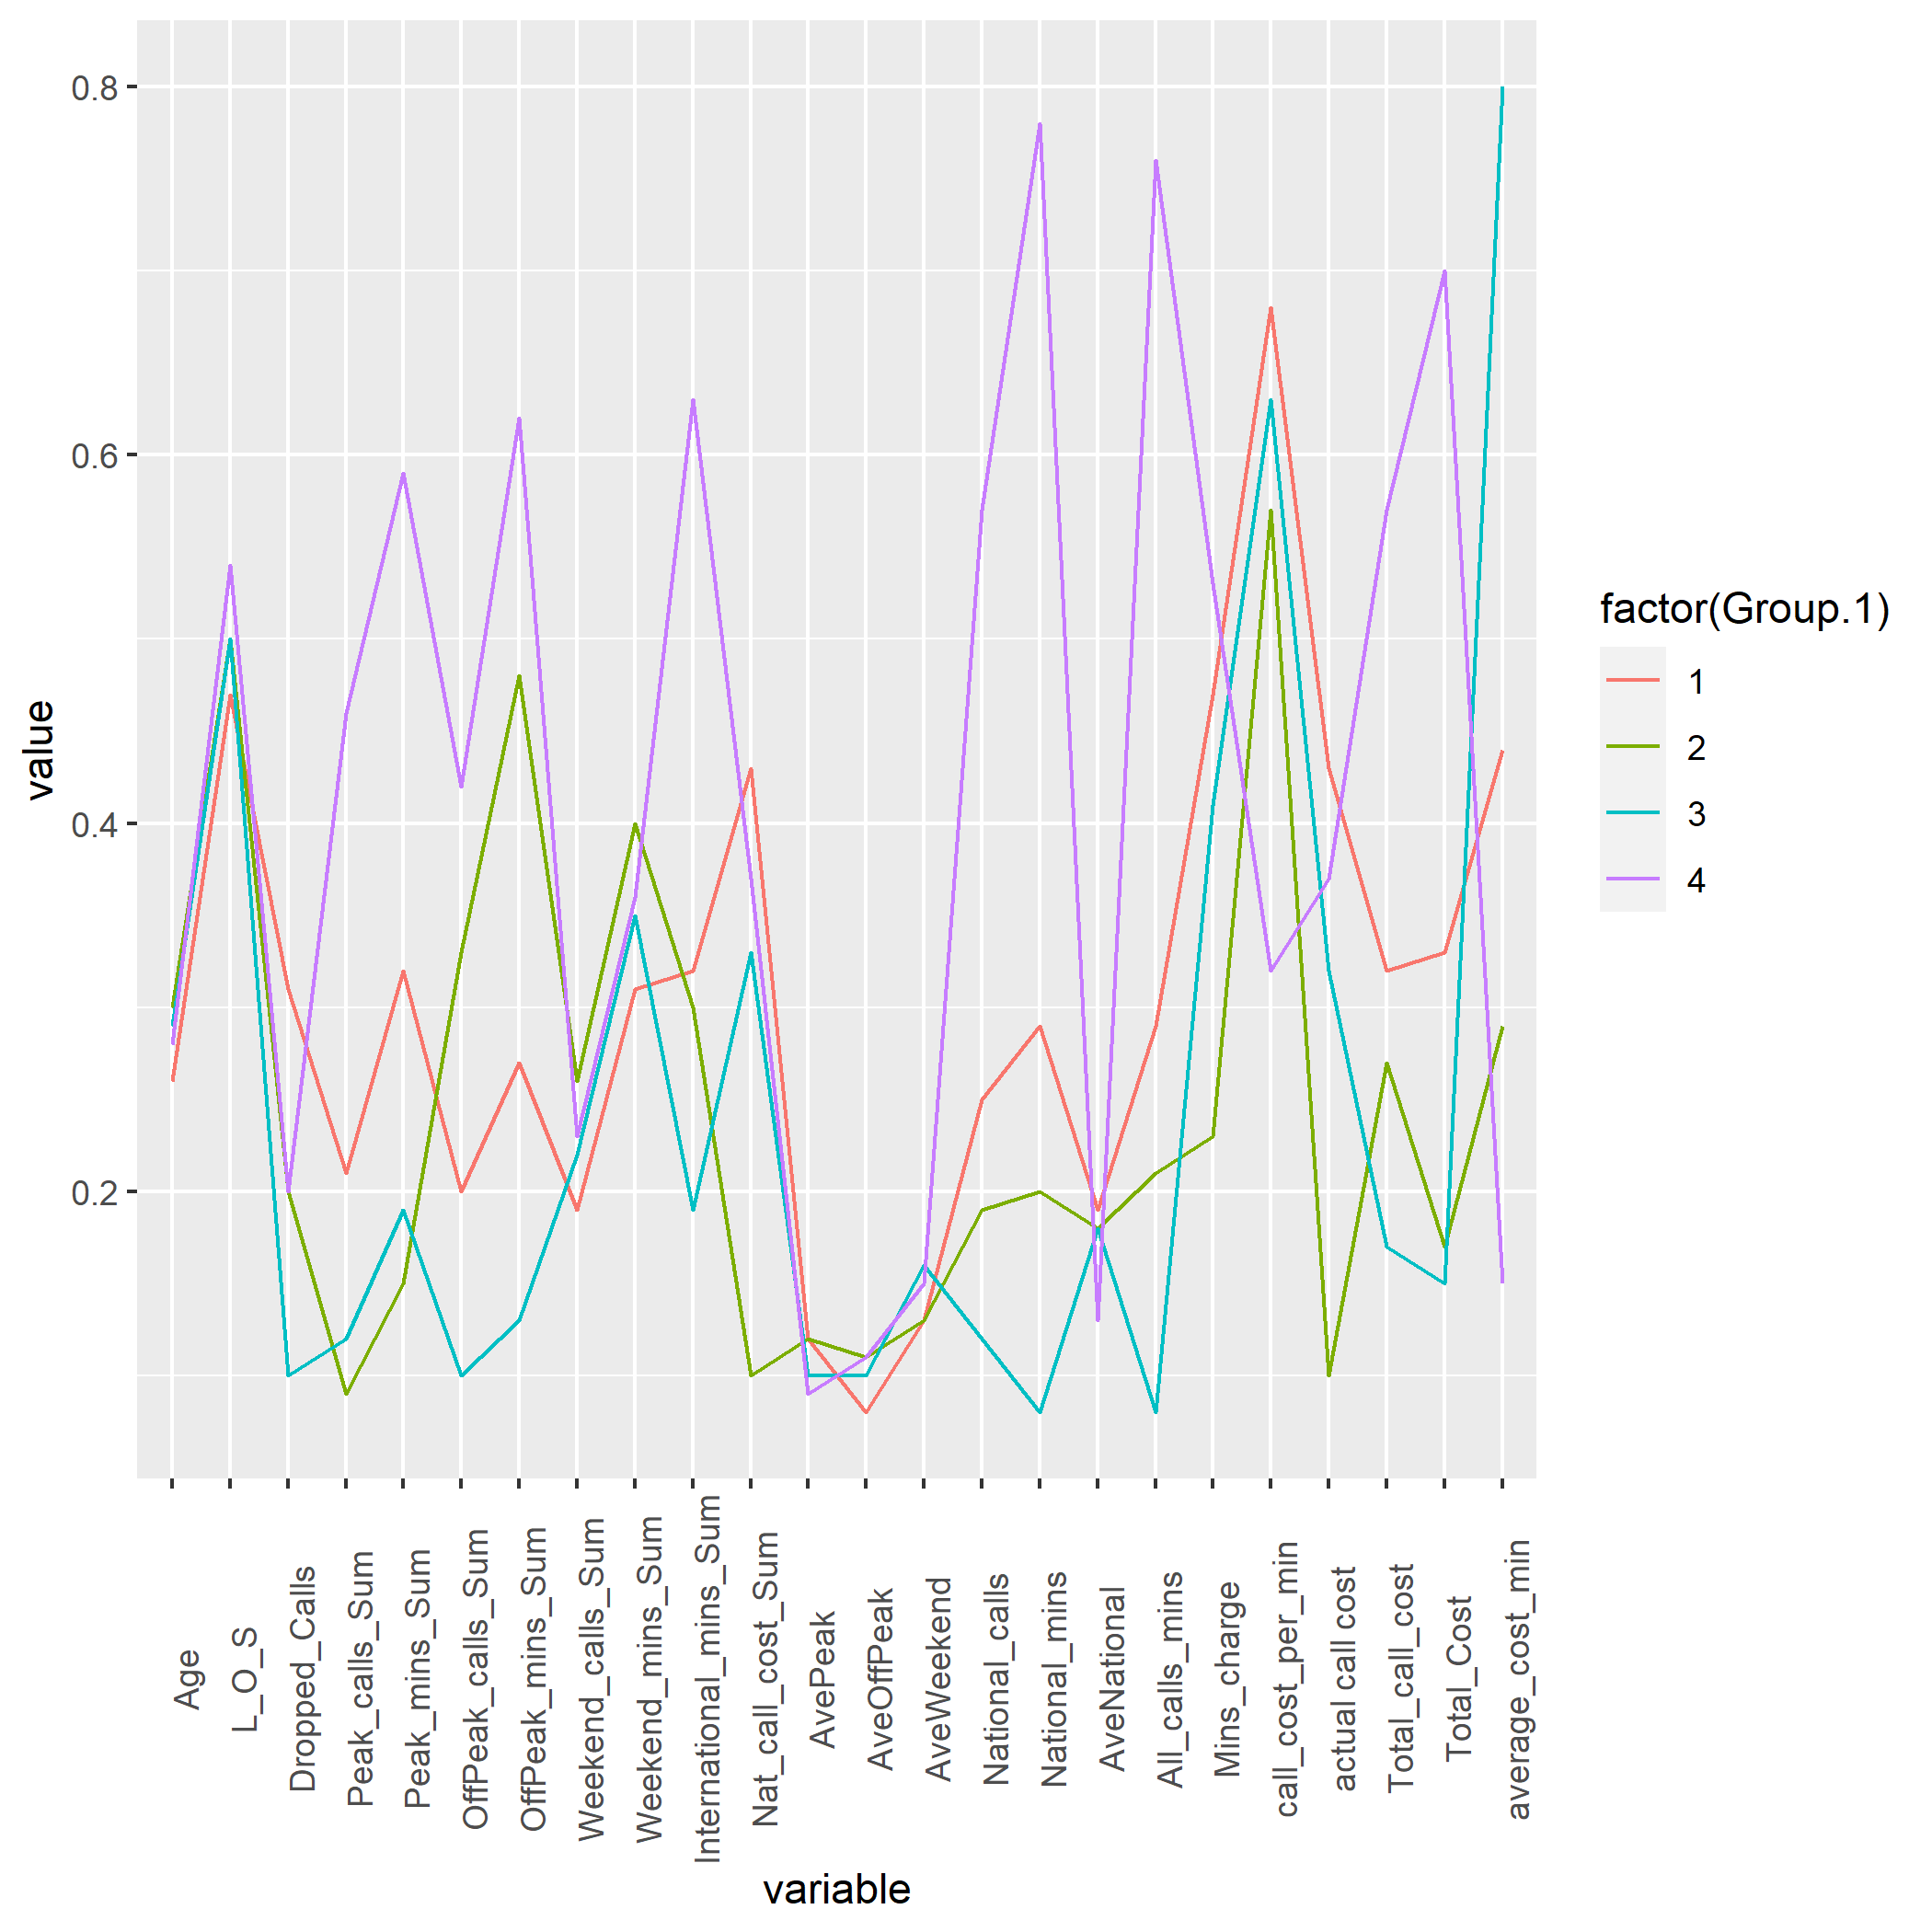 0.8
0.6
0.4
0.2
value
Age
L_O_S
Dropped_Calls
Peak_calls_Sum
Peak_mins_Sum
OffPeak_calls_Sum
OffPeak_mins_Sum
Weekend_calls_Sum
Weekend_mins_Sum
International_mins_Sum
Nat_call_cost_Sum
AvePeak
AveOffPeak
AveWeekend
National_calls
National_mins
AveNational
All_calls_mins
Mins_charge
call_cost_per_min
actual call cost
Total_call_cost
Total_Cost
average_cost_min
variable
factor(Group.1)
1
2
3
4